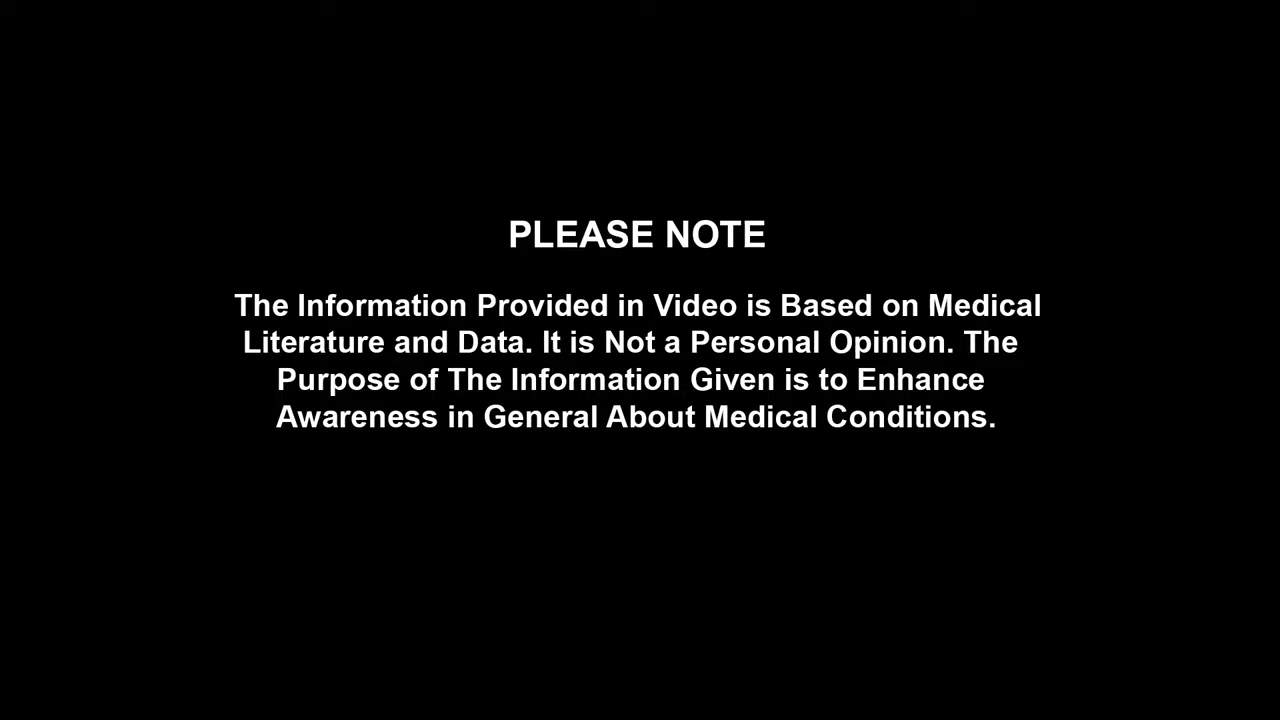 PLEASE NOTE
The Information Provided in Video is Based on Medical
Literature and Data. It is Not a Personal Opinion. The
Purpose of The Information Given is to Enhance
Awareness in General About Medical Conditions.